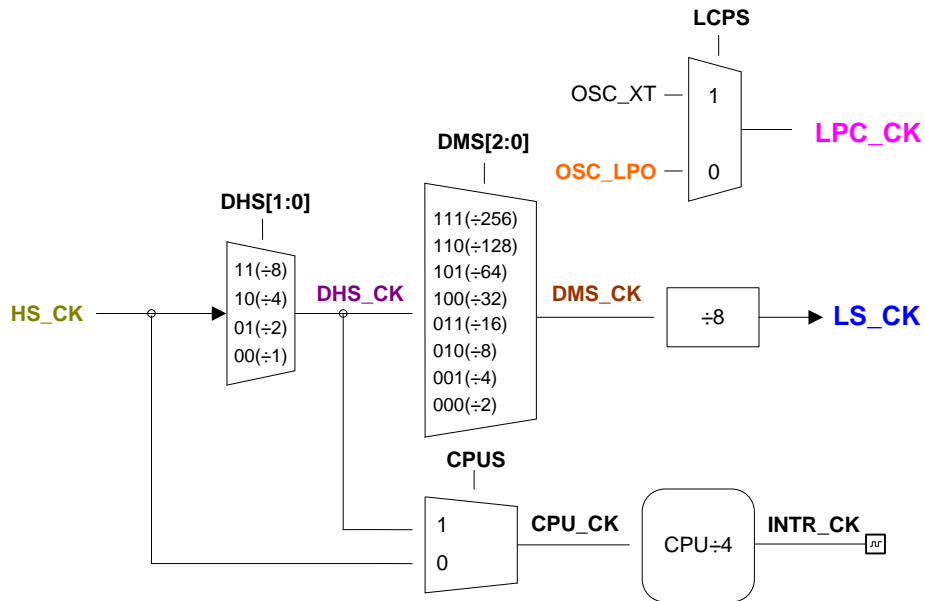 LCPS
OSC_XT
1
LPC_CK
DMS[2:0]
OSC_LPO
0
DHS[1:0]
111(÷256)
110(÷128)
101(÷64)
100(÷32)
011(÷16)
010(÷8)
001(÷4)
000(÷2)
11(÷8)
10(÷4)
01(÷2)
00(÷1)
HS_CK
DHS_CK
DMS_CK
÷8
LS_CK
CPUS
1
0
CPU_CK
CPU÷4
INTR_CK